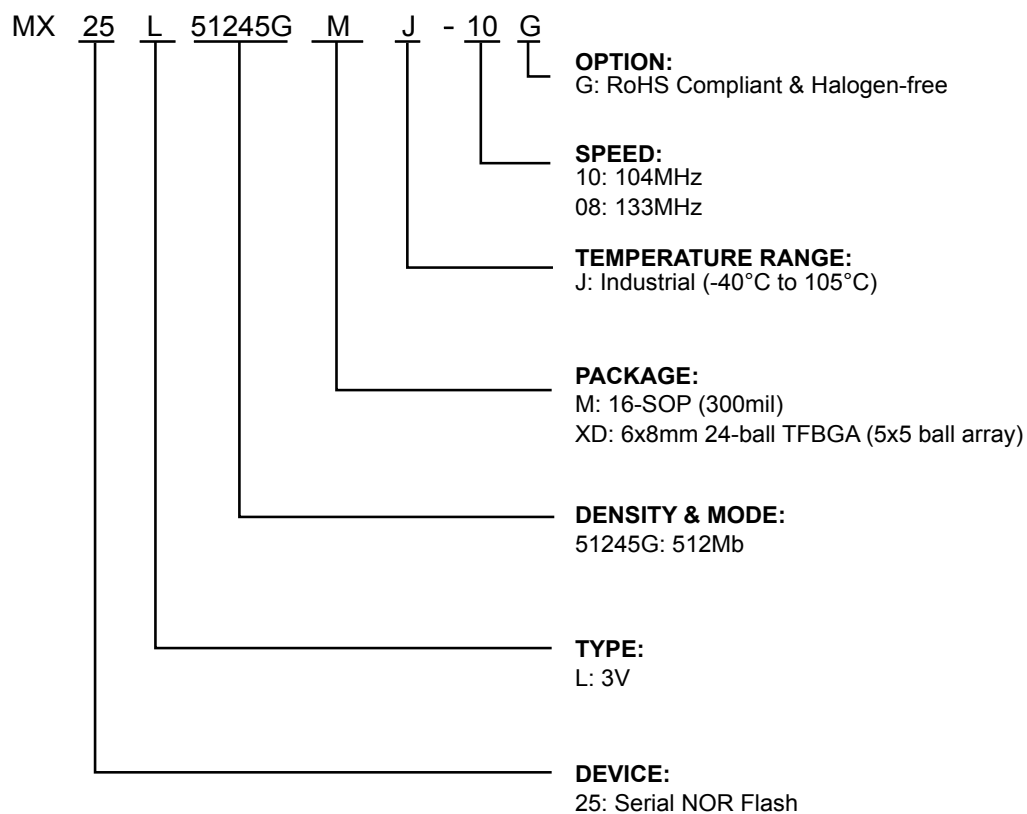 MX 25 L 51245G M J - 10 G
OPTION:
G: RoHS Compliant & Halogen-free
SPEED:
10: 104MHz
08: 133MHz
TEMPERATURE RANGE:
J: Industrial (-40°C to 105°C)
PACKAGE:
M: 16-SOP (300mil)
XD: 6x8mm 24-ball TFBGA (5x5 ball array)
DENSITY & MODE:
51245G: 512Mb
TYPE:
L: 3V
DEVICE:
25: Serial NOR Flash